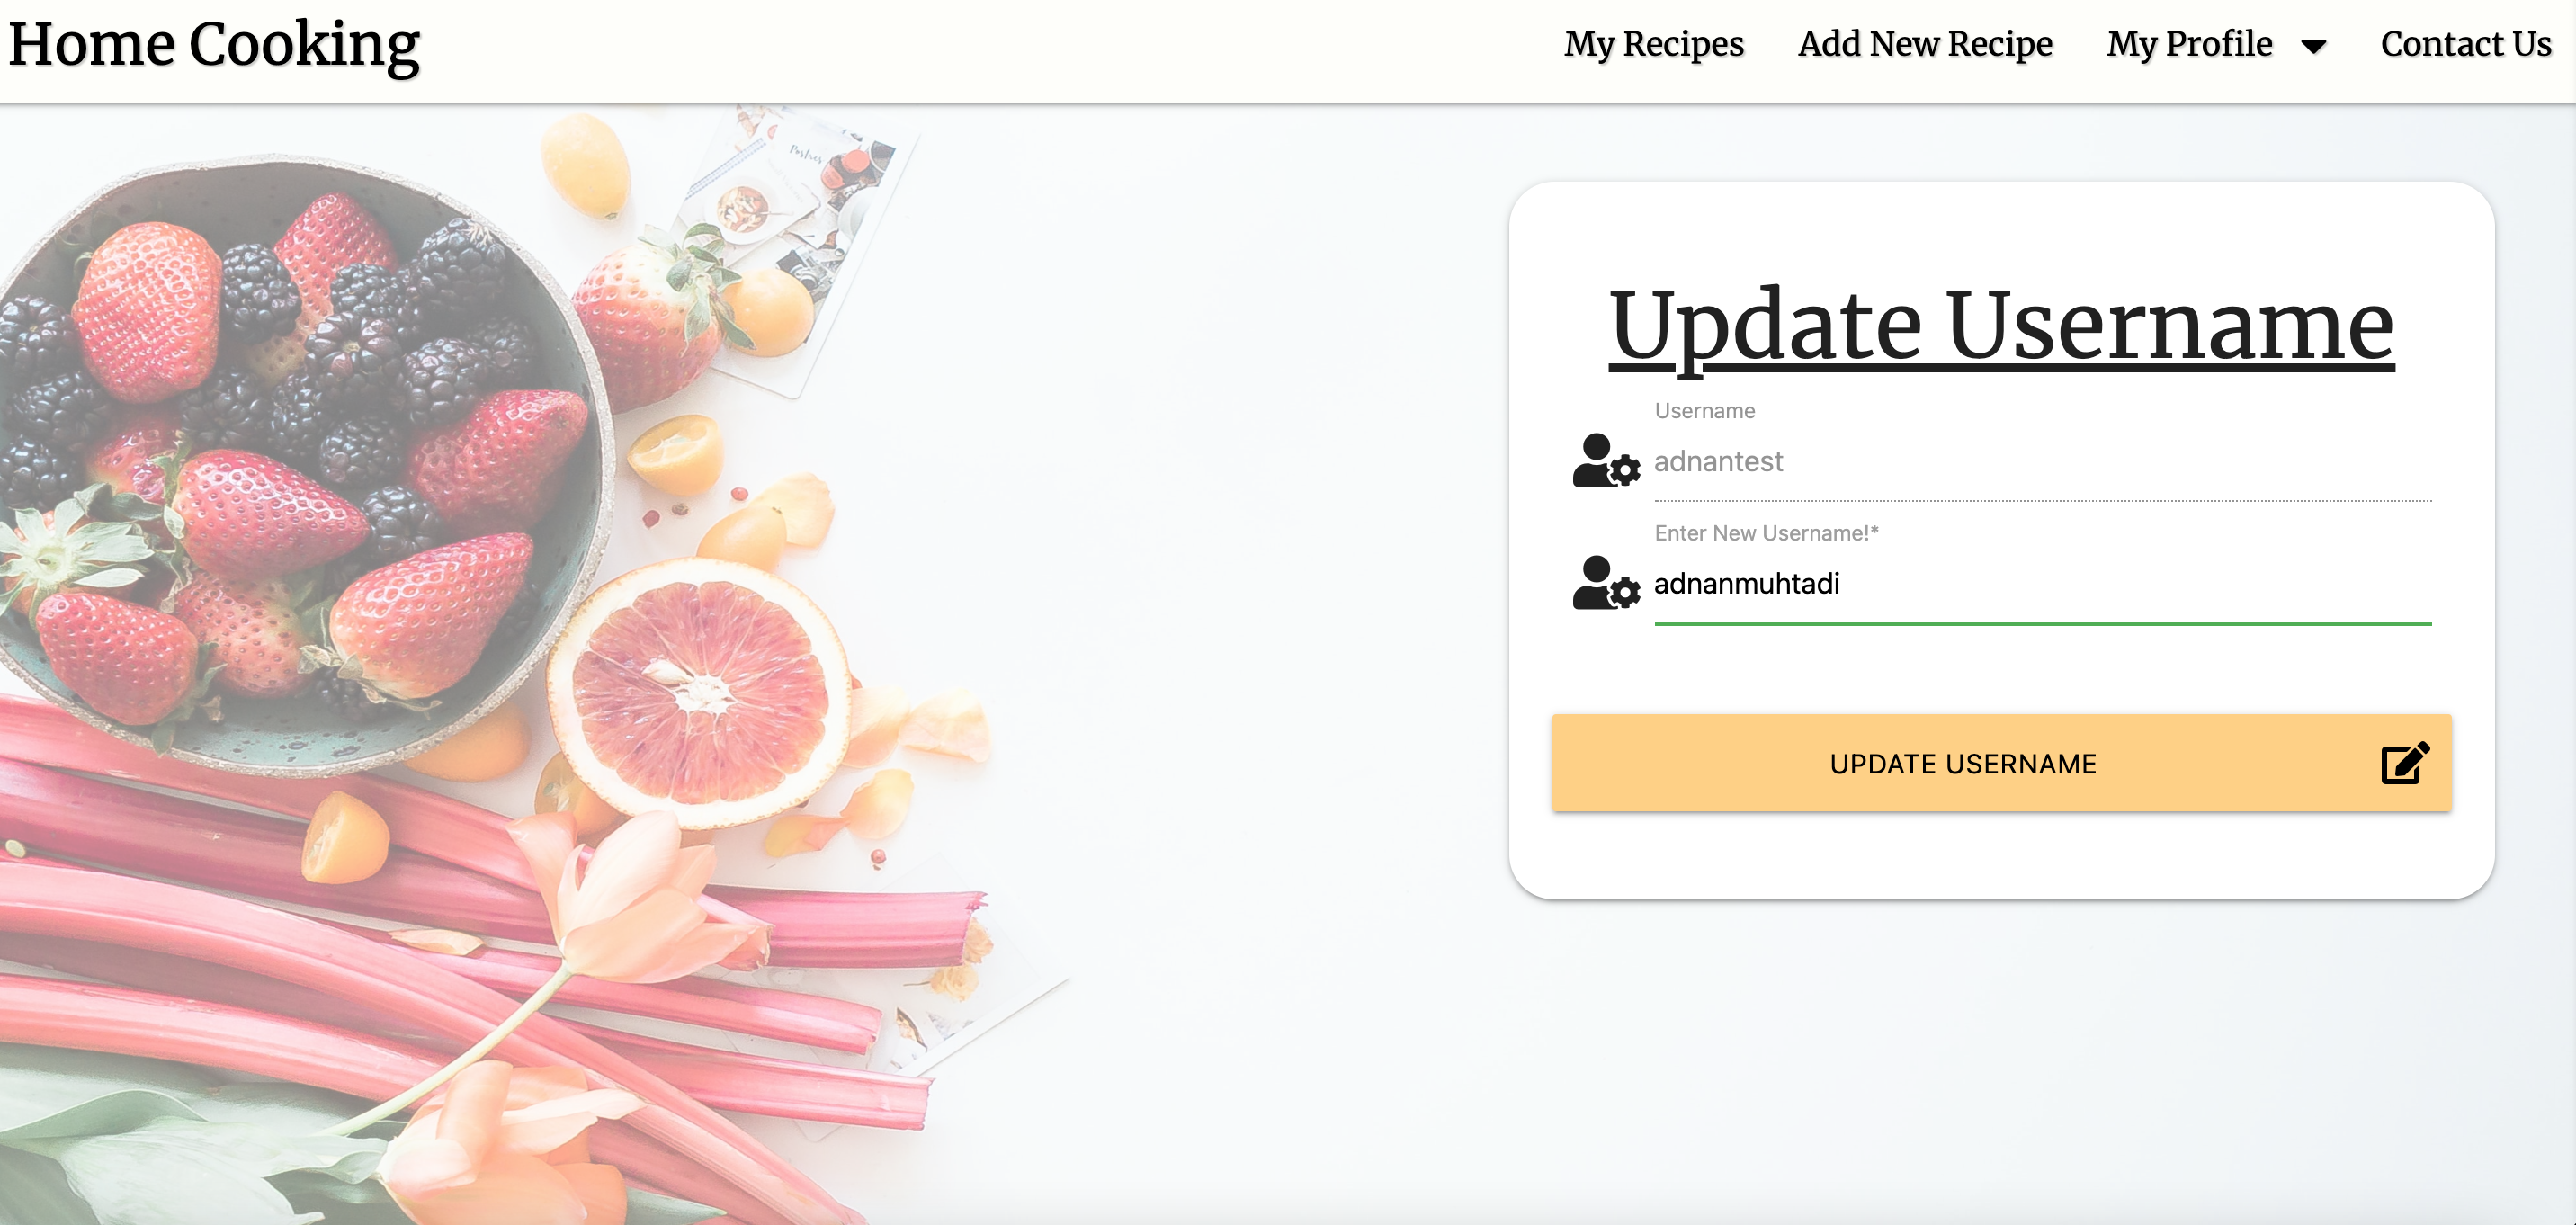 Home Cooking
My Recipes
Add New Recipe
My Profile
Contact Us
Postres
Update Username
Username
adnantest
Enter New Username!*
adnanmuhtadi
UPDATE USERNAME